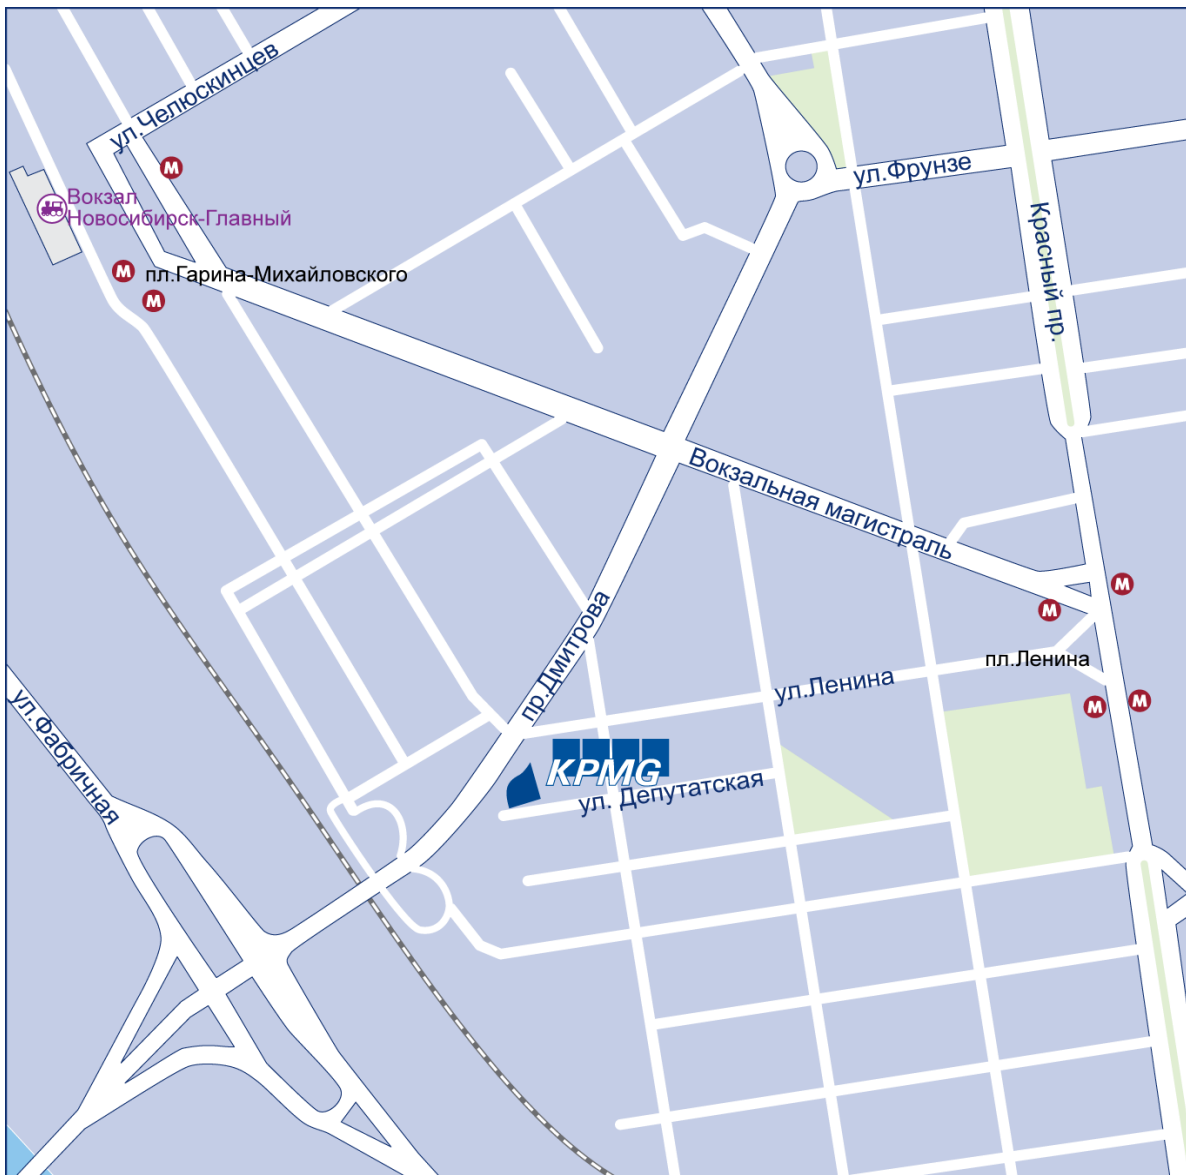 ул.Челюскинцев
М
ул.Фрунзе
Вокзал
Новосибирск-Главный
Красный пр.
М
пл.Гарина-Михайловского
М
Вокзальная магистраль
М
М
пр.Дмитрова
пл.Ленина
ул.Ленина
М
М
ул.Фабричная
KPMG
ул. Депутатская